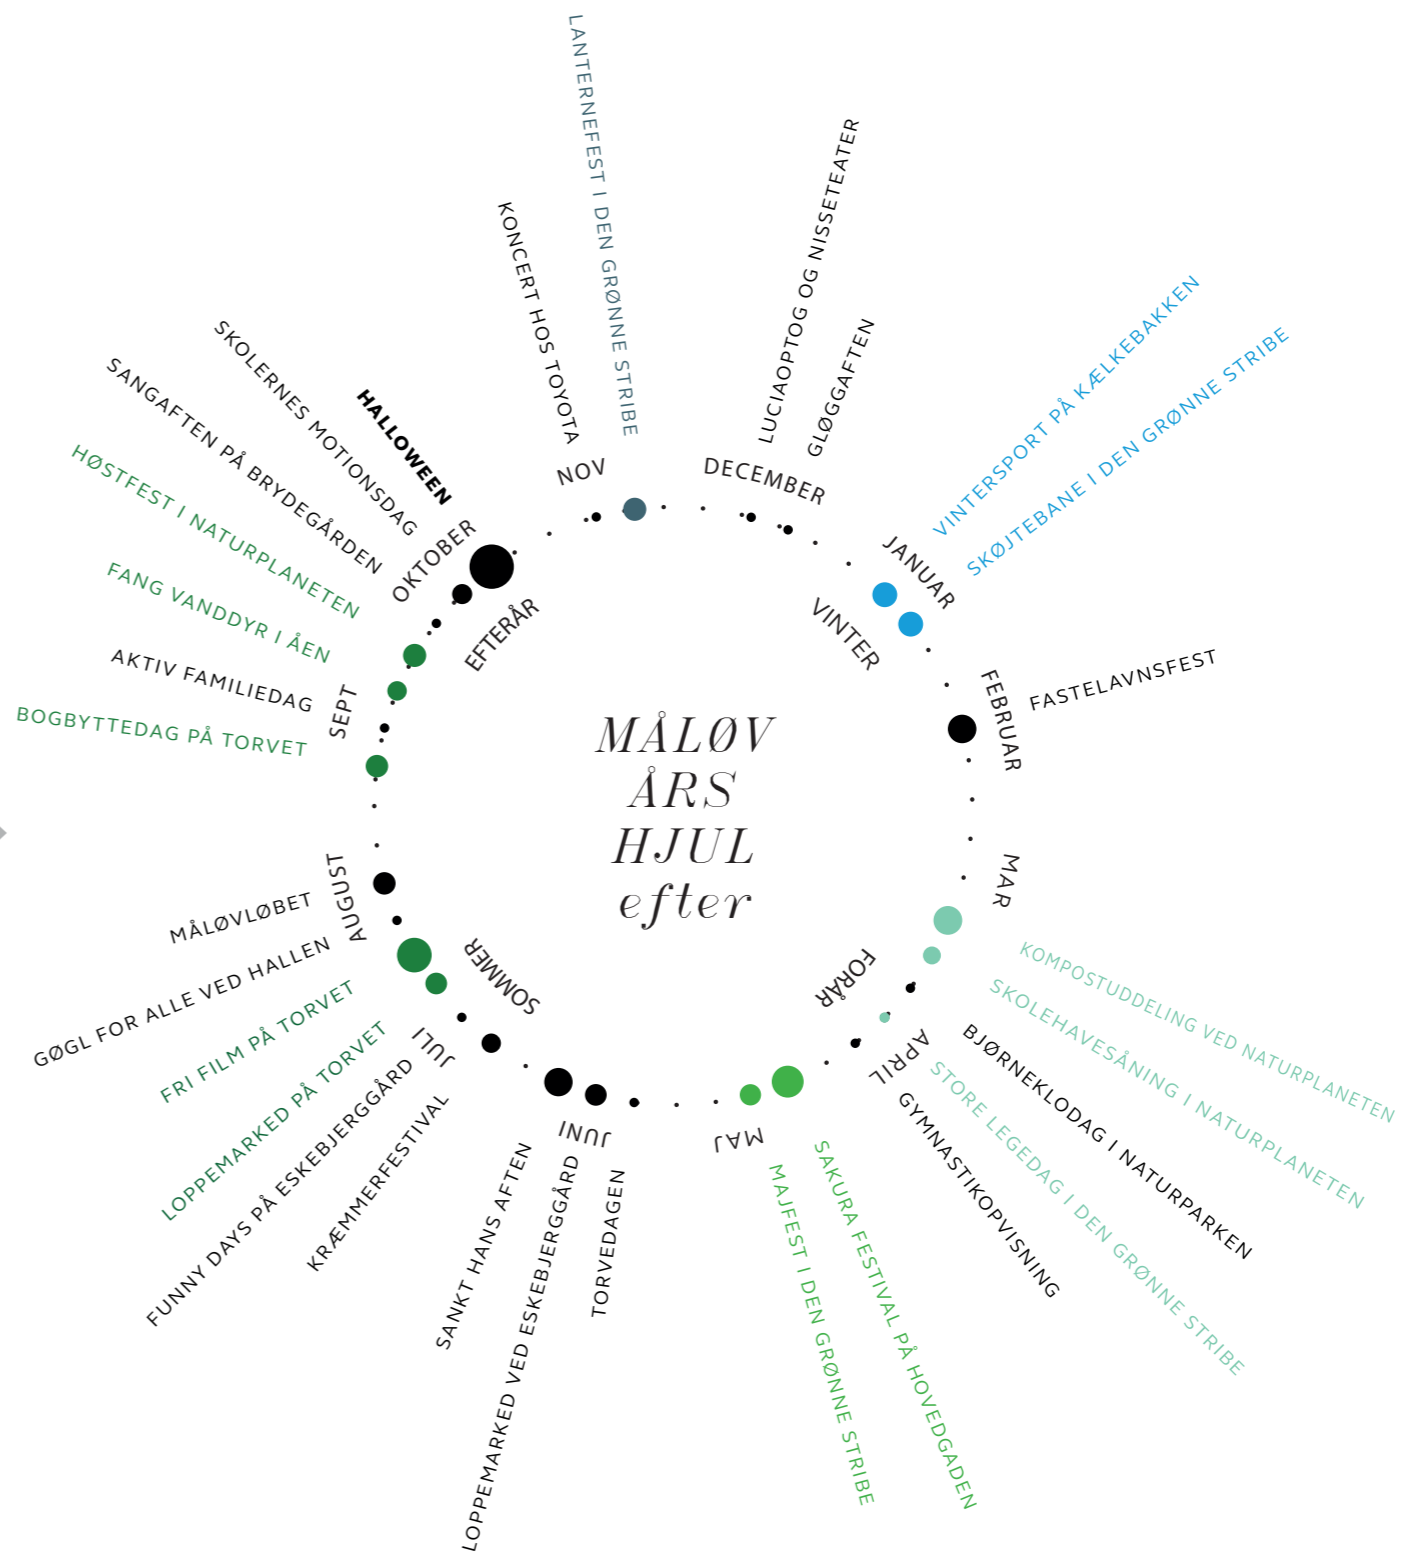 MÅLØV
ÅRS
HJUL
efter
VINTER
FORÅR
SOMMER
EFTERÅR
JANUAR
VINTERSPORT PÅ KÆLKEBAKKEN
SKØJTEBANE I DEN GRØNNE STRIBE
FEBRUAR
FASTELAVNSFEST
MAR
KOMPOSTUDDELING VED NATURPLANETEN
SKOLEHAVESÅNING I NATURPLANETEN
BJØRNEKLODAG I NATURPARKEN
APRIL
STORE LEGEDAG I DEN GRØNNE STRIBE
GYMNASTIKOPVISNING
MAJ
SAKURA FESTIVAL PÅ HOVEDGADEN
MAJFEST I DEN GRØNNE STRIBE
JUNI
TORVEDAGEN
LOPPEMARKED VED ESKEBJERGGÅRD
SANKT HANS AFTEN
JULI
KRÆMMERFESTIVAL
FUNNY DAYS PÅ ESKEBJERGGÅRD
LOPPEMARKED PÅ TORVET
FRI FILM PÅ TORVET
AUGUST
GØGL FOR ALLE VED HALLEN
MÅLØVLØBET
SEPT
BOGBYTTEDAG PÅ TORVET
AKTIV FAMILIEDAG
FANG VANDDYR I ÅEN
HØSTFEST I NATURPLANETEN
OKTOBER
SANGAFTEN PÅ BRYDEGÅRDEN
SKOLERNES MOTIONSDAG
HALLOWEEN
NOV
KONCERT HOS TOYOTA
LANTERNEFEST I DEN GRØNNE STRIBE
DECEMBER
LUCIAOPTOG OG NISSETEATER
GLØGGAFTEN